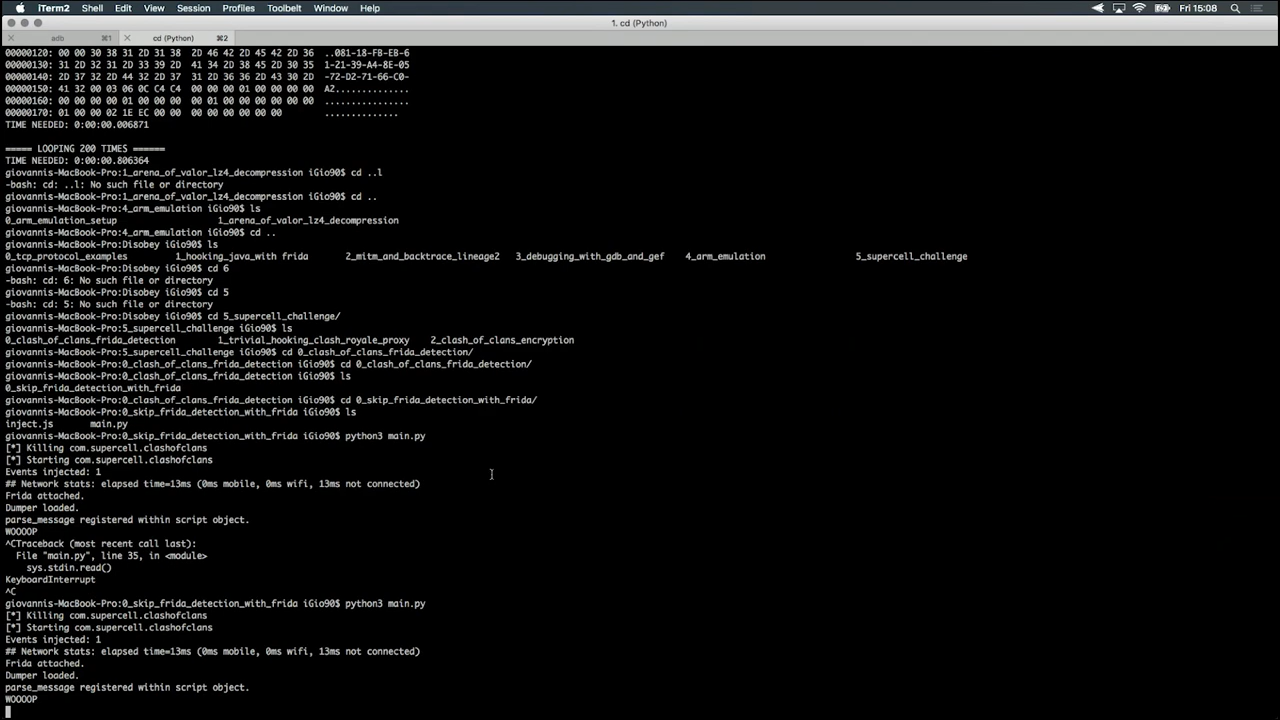 iTerm2 Shell Edit View Session Profiles Toolbelt Window Help Fri 15:08
1. cd (Python)
adb ⌘1 cd (Python) ⌘2
00000120: 00 00 30 38 31 2D 31 38 2D 46 42 2D 45 42 2D 36 ..081-18-FB-EB-6
00000130: 31 2D 32 31 2D 33 39 2D 41 34 2D 38 45 2D 30 35 1-21-39-A4-8E-05
00000140: 2D 37 32 2D 44 32 2D 37 31 2D 36 36 2D 43 30 2D -72-D2-71-66-C0-
00000150: 41 32 00 03 06 0C C4 C4 00 00 00 01 00 00 00 00 A2..............
00000160: 00 00 00 00 01 00 00 00 00 01 00 00 00 00 00 00 ................
00000170: 01 00 00 02 1E EC 00 00 00 00 00 00 00 00 ..............
TIME NEEDED: 0:00:00.006871
===== LOOPING 200 TIMES ======
TIME NEEDED: 0:00:00.806364
giovannis-MacBook-Pro:1_arena_of_valor_lz4_decompression iGio90$ cd ..l
-bash: cd: ..l: No such file or directory
giovannis-MacBook-Pro:1_arena_of_valor_lz4_decompression iGio90$ cd ..
giovannis-MacBook-Pro:4_arm_emulation iGio90$ ls
0_arm_emulation_setup 1_arena_of_valor_lz4_decompression
giovannis-MacBook-Pro:4_arm_emulation iGio90$ cd ..
giovannis-MacBook-Pro:Disobey iGio90$ ls
0_tcp_protocol_examples 1_hooking_java_with frida 2_mitm_and_backtrace_lineage2 3_debugging_with_gdb_and_gef 4_arm_emulation 5_supercell_challenge
giovannis-MacBook-Pro:Disobey iGio90$ cd 6
-bash: cd: 6: No such file or directory
giovannis-MacBook-Pro:Disobey iGio90$ cd 5
-bash: cd: 5: No such file or directory
giovannis-MacBook-Pro:Disobey iGio90$ cd 5_supercell_challenge/
giovannis-MacBook-Pro:5_supercell_challenge iGio90$ ls
0_clash_of_clans_frida_detection 1_trivial_hooking_clash_royale_proxy 2_clash_of_clans_encryption
giovannis-MacBook-Pro:5_supercell_challenge iGio90$ cd 0_clash_of_clans_frida_detection/
giovannis-MacBook-Pro:0_clash_of_clans_frida_detection iGio90$ cd 0_clash_of_clans_frida_detection/
giovannis-MacBook-Pro:0_clash_of_clans_frida_detection iGio90$ ls
0_skip_frida_detection_with_frida
giovannis-MacBook-Pro:0_clash_of_clans_frida_detection iGio90$ cd 0_skip_frida_detection_with_frida/
giovannis-MacBook-Pro:0_skip_frida_detection_with_frida iGio90$ ls
inject.js main.py
giovannis-MacBook-Pro:0_skip_frida_detection_with_frida iGio90$ python3 main.py
[*] Killing com.supercell.clashofclans
[*] Starting com.supercell.clashofclans
Events injected: 1
## Network stats: elapsed time=13ms (0ms mobile, 0ms wifi, 13ms not connected)
Frida attached.
Dumper loaded.
parse_message registered within script object.
WOOOOP
^CTraceback (most recent call last):
File "main.py", line 35, in <module>
sys.stdin.read()
KeyboardInterrupt
^C
giovannis-MacBook-Pro:0_skip_frida_detection_with_frida iGio90$ python3 main.py
[*] Killing com.supercell.clashofclans
[*] Starting com.supercell.clashofclans
Events injected: 1
## Network stats: elapsed time=13ms (0ms mobile, 0ms wifi, 13ms not connected)
Frida attached.
Dumper loaded.
parse_message registered within script object.
WOOOOP